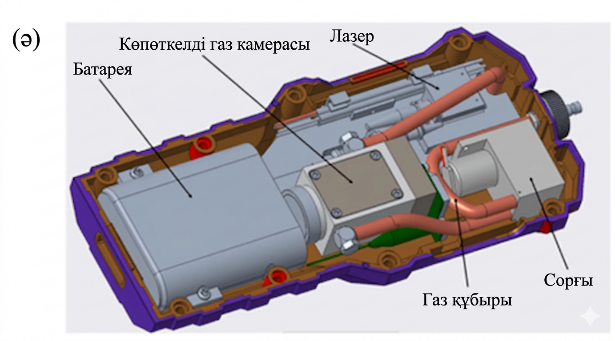 (ә)
Көпөткелді газ камерасы
Лазер
Батарея
Сорғы
Газ құбыры